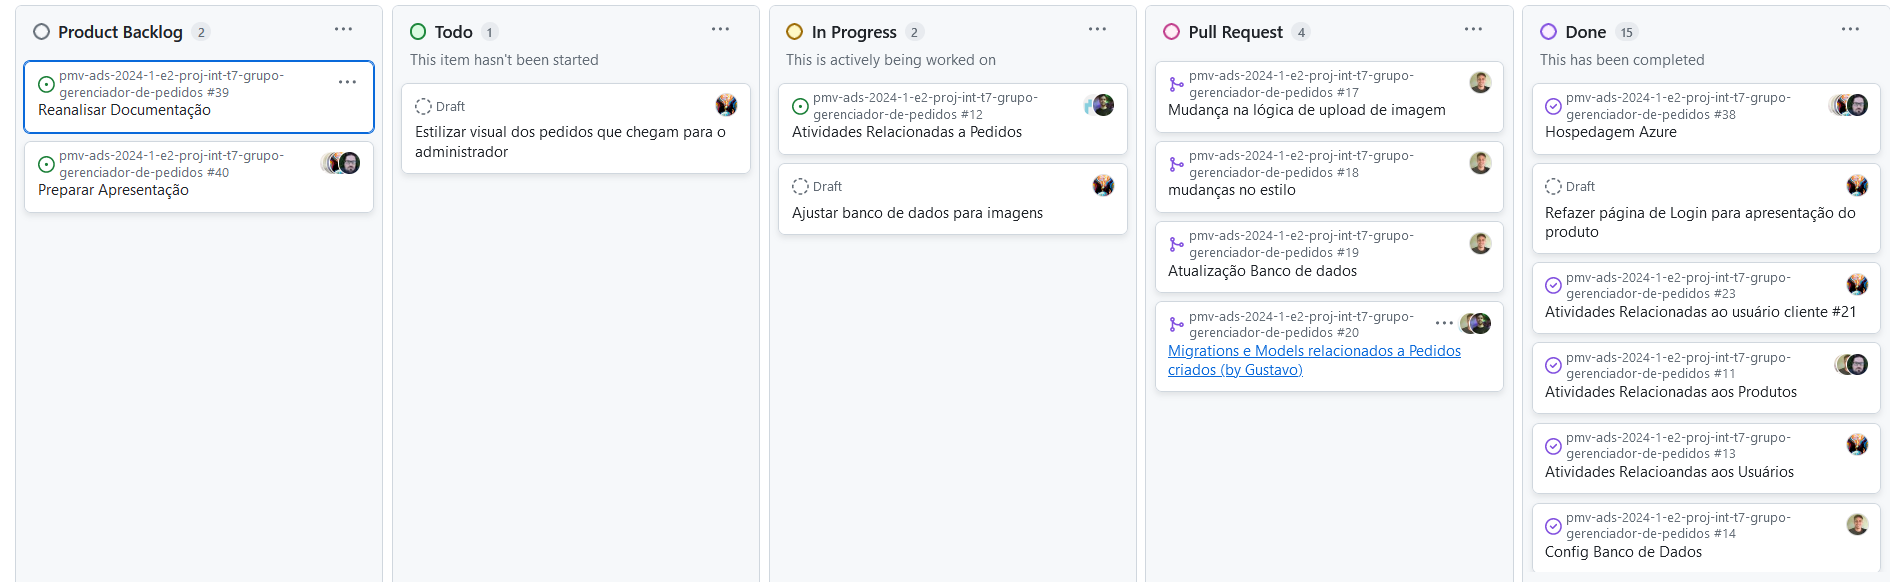 Product Backlog 2
pmv-ads-2024-1-e2-proj-int-t7-grupo-
gerenciador-de-pedidos #39
Reanalisar Documentação
pmv-ads-2024-1-e2-proj-int-t7-grupo-
gerenciador-de-pedidos #40
Preparar Apresentação
Todo 1
This item hasn't been started
Draft
Estilizar visual dos pedidos que chegam para o
administrador
In Progress 2
This is actively being worked on
pmv-ads-2024-1-e2-proj-int-t7-grupo-
gerenciador-de-pedidos #12
Atividades Relacionadas a Pedidos
Draft
Ajustar banco de dados para imagens
Pull Request 4
pmv-ads-2024-1-e2-proj-int-t7-grupo-
gerenciador-de-pedidos #17
Mudança na lógica de upload de imagem
pmv-ads-2024-1-e2-proj-int-t7-grupo-
gerenciador-de-pedidos #18
mudanças no estilo
pmv-ads-2024-1-e2-proj-int-t7-grupo-
gerenciador-de-pedidos #19
Atualização Banco de dados
pmv-ads-2024-1-e2-proj-int-t7-grupo-
gerenciador-de-pedidos #20
Migrations e Models relacionados a Pedidos
criados (by Gustavo)
Done 15
This has been completed
pmv-ads-2024-1-e2-proj-int-t7-grupo-
gerenciador-de-pedidos #38
Hospedagem Azure
Draft
Refazer página de Login para apresentação do
produto
pmv-ads-2024-1-e2-proj-int-t7-grupo-
gerenciador-de-pedidos #23
Atividades Relacionadas ao usuário cliente #21
pmv-ads-2024-1-e2-proj-int-t7-grupo-
gerenciador-de-pedidos #11
Atividades Relacionadas aos Produtos
pmv-ads-2024-1-e2-proj-int-t7-grupo-
gerenciador-de-pedidos #13
Atividades Relacioandas aos Usuários
pmv-ads-2024-1-e2-proj-int-t7-grupo-
gerenciador-de-pedidos #14
Config Banco de Dados